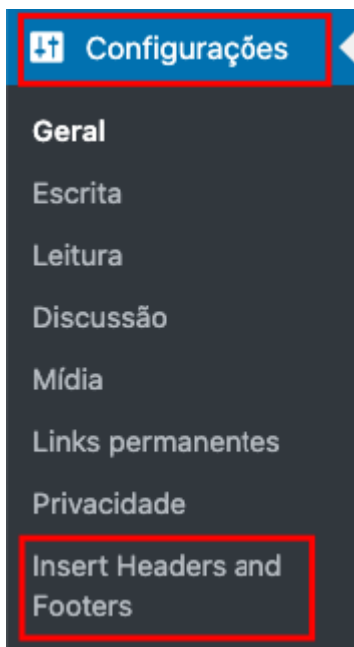 Configurações
Geral
Escrita
Leitura
Discussão
Mídia
Links permanentes
Privacidade
Insert Headers and
Footers